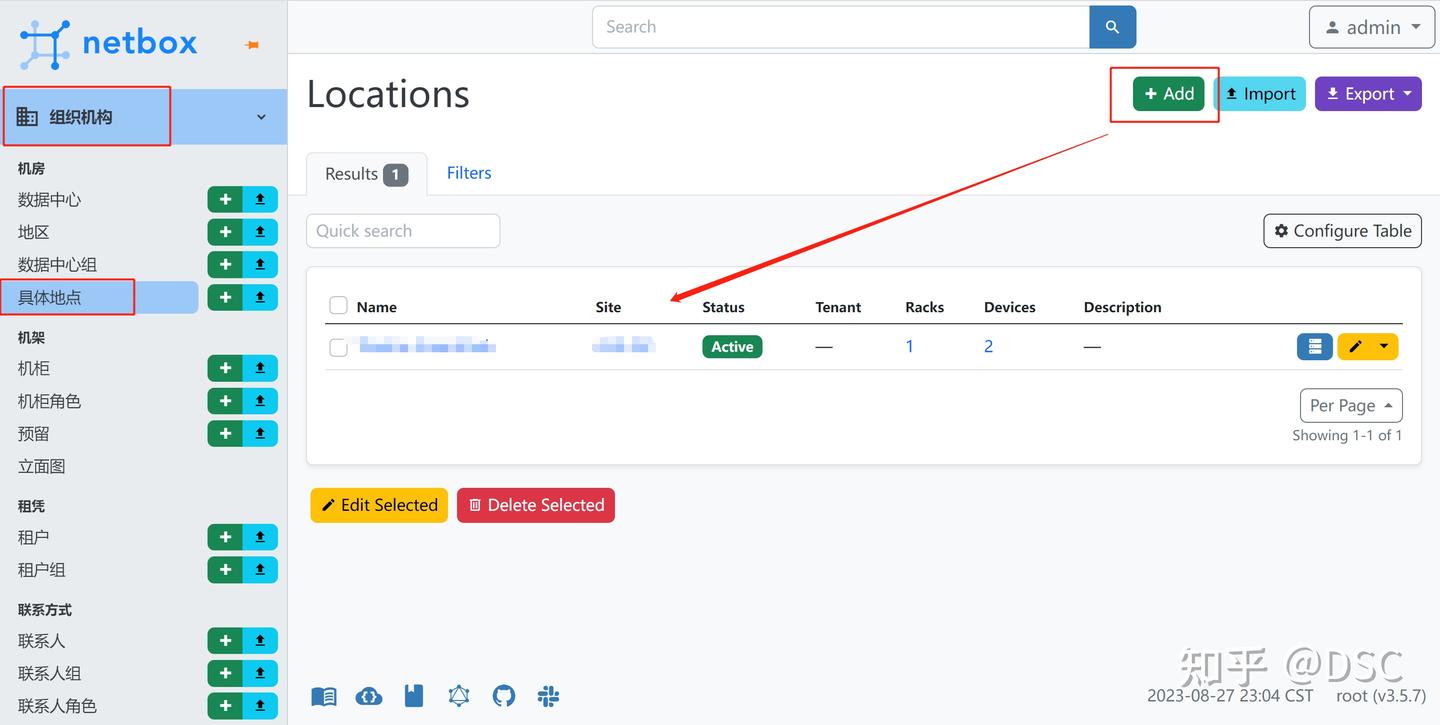 netbox
Search
admin
组织机构
机房
数据中心
地区
数据中心组
具体地点
机架
机柜
机柜角色
预留
立面图
租凭
租户
租户组
联系方式
联系人
联系人组
联系人角色
Locations
Add Import Export
Results 1 Filters
Quick search
Configure Table
Name Site Status Tenant Racks Devices Description
Active — 1 2 —
Per Page
Showing 1-1 of 1
Edit Selected Delete Selected
知乎 @DSC
2023-08-27 23:04 CST root (v3.5.7)